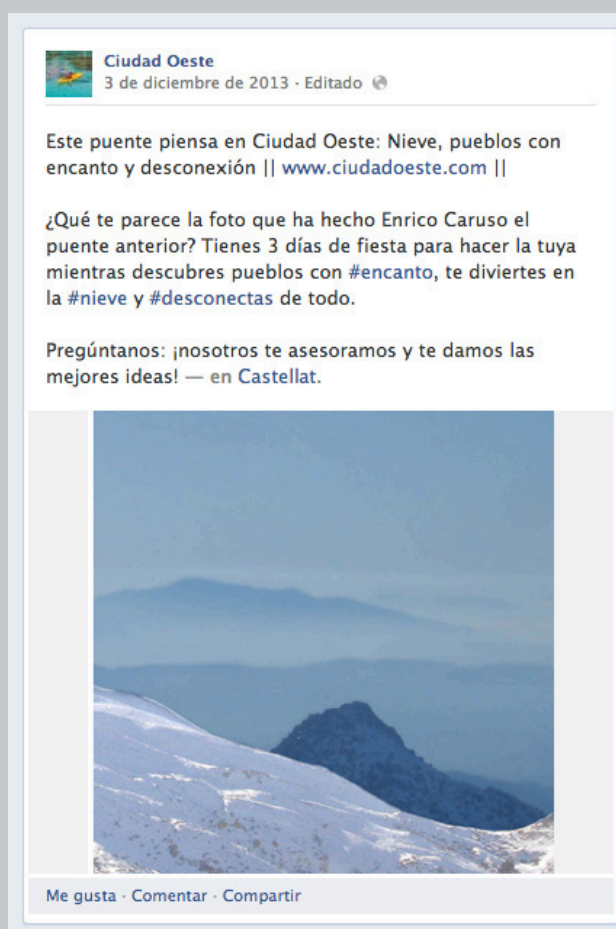 Ciudad Oeste
3 de diciembre de 2013 · Editado
Este puente piensa en Ciudad Oeste: Nieve, pueblos con
encanto y desconexión || www.ciudadoeste.com ||
¿Qué te parece la foto que ha hecho Enrico Caruso el
puente anterior? Tienes 3 días de fiesta para hacer la tuya
mientras descubres pueblos con #encanto, te diviertes en
la #nieve y #desconectas de todo.
Pregúntanos: ¡nosotros te asesoramos y te damos las
mejores ideas! — en Castellat.
Me gusta · Comentar · Compartir